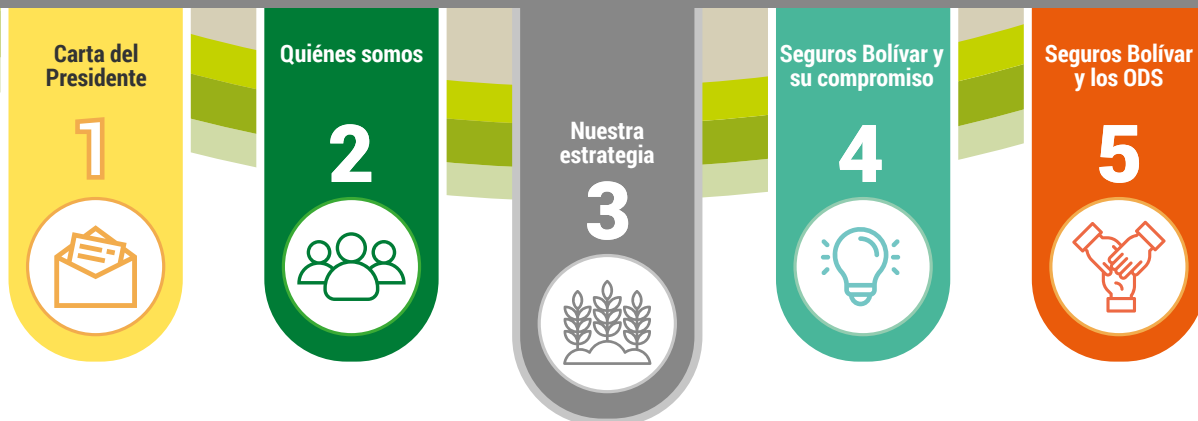 Carta del
Presidente
1
Quiénes somos
2
Nuestra
estrategia
3
Seguros Bolívar y
su compromiso
4
Seguros Bolívar
y los ODS
5